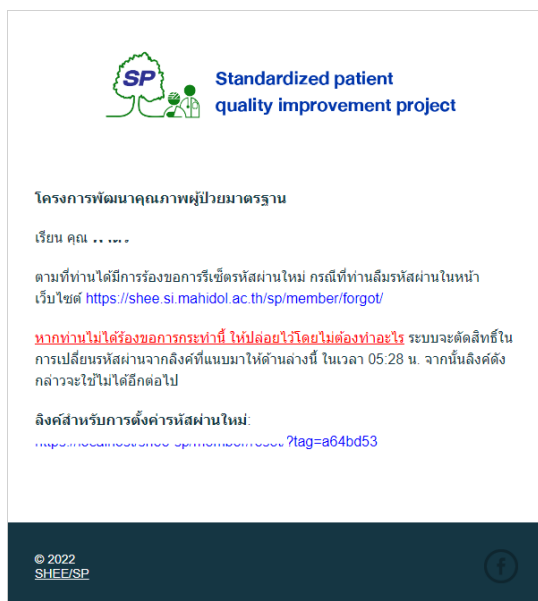 SP
Standardized patient
quality improvement project
โครงการพัฒนาคุณภาพผู้ป่วยมาตรฐาน
เรียน คุณ
ตามที่ท่านได้มีการร้องขอการรีเซ็ตรหัสผ่านใหม่ กรณีที่ท่านลืมรหัสผ่านในหน้า
เว็บไซต์ https://shee.si.mahidol.ac.th/sp/member/forgot/
หากท่านไม่ได้ร้องขอการกระทำนี้ ให้ปล่อยไว้โดยไม่ต้องทำอะไร ระบบจะตัดสิทธิ์ใน
การเปลี่ยนรหัสผ่านจากลิงค์ที่แนบมาให้ด้านล่างนี้ ในเวลา 05:28 น. จากนั้นลิงค์ดัง
กล่าวจะใช้ไม่ได้อีกต่อไป
ลิงค์สำหรับการตั้งค่ารหัสผ่านใหม่:
?tag=a64bd53
© 2022
SHEE/SP